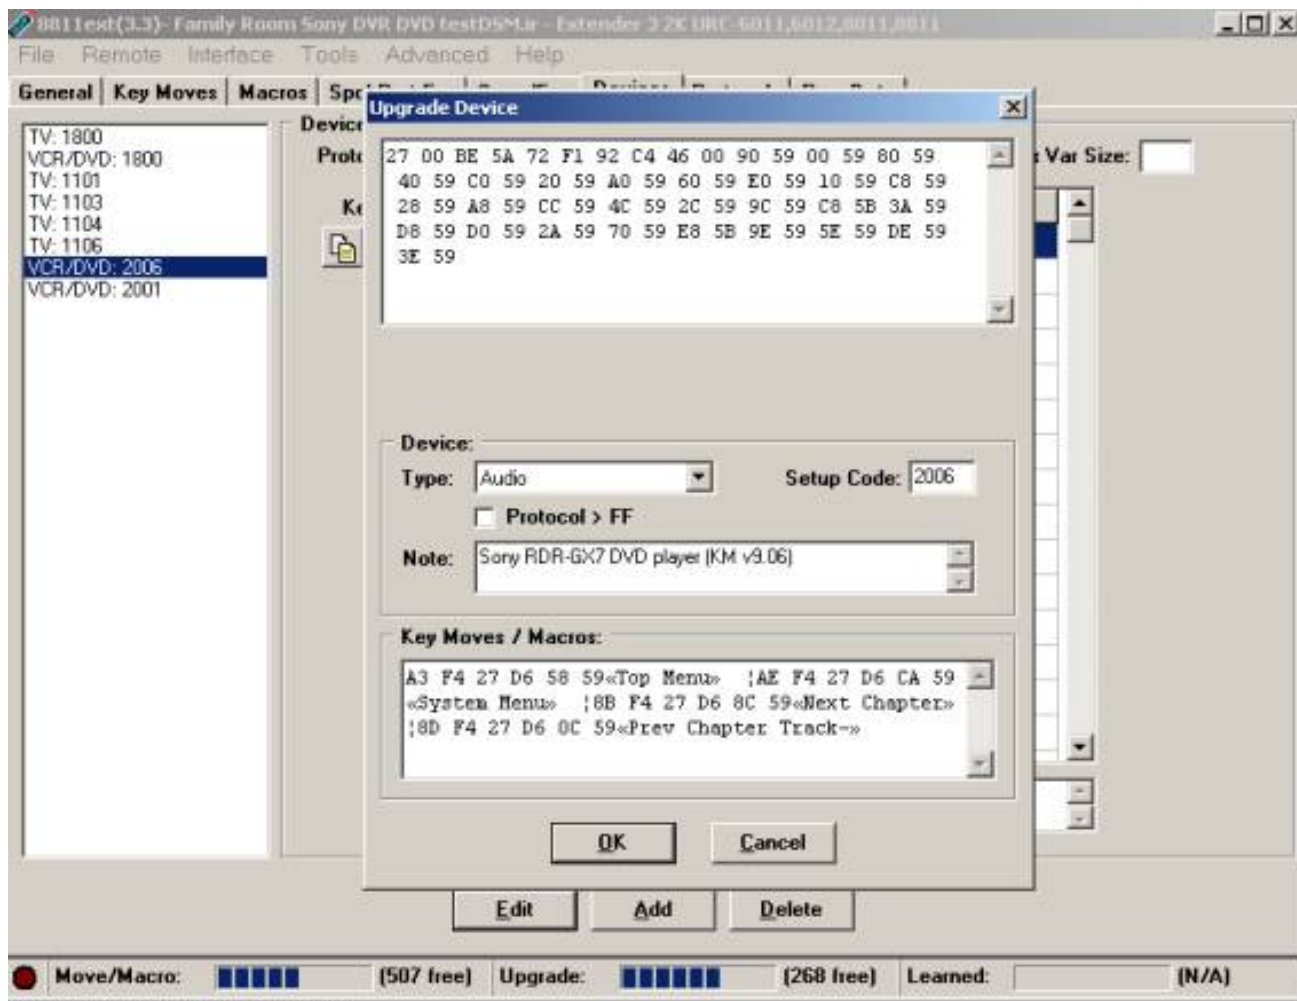 8811ext(3.3)- Family Room Sony DVR DVD testDSM.ir - Extender 3 2K URC-6011,6012,8011,8811
File Remote Interface Tools Advanced Help
General Key Moves Macros
Upgrade Device
TV: 1800
VCR/DVD: 1800
TV: 1101
TV: 1103
TV: 1104
TV: 1106
VCR/DVD: 2006
VCR/DVD: 2001
Var Size:
27 00 BE 5A 72 F1 92 C4 46 00 90 59 00 59 80 59
40 59 C0 59 20 59 A0 59 60 59 E0 59 10 59 C8 59
28 59 A8 59 CC 59 4C 59 2C 59 9C 59 C8 5B 3A 59
D8 59 D0 59 2A 59 70 59 E8 5B 9E 59 5E 59 DE 59
3E 59
Device:
Type: Audio
Setup Code: 2006
Protocol > FF
Note: Sony RDR-GX7 DVD player (KM v9.06)
Key Moves / Macros:
A3 F4 27 D6 58 59«Top Menu» ¦AE F4 27 D6 CA 59
«System Menu» ¦8B F4 27 D6 8C 59«Next Chapter»
¦8D F4 27 D6 0C 59«Prev Chapter Track-»
OK Cancel
Edit Add Delete
Move/Macro: (507 free) Upgrade: (268 free) Learned: (N/A)